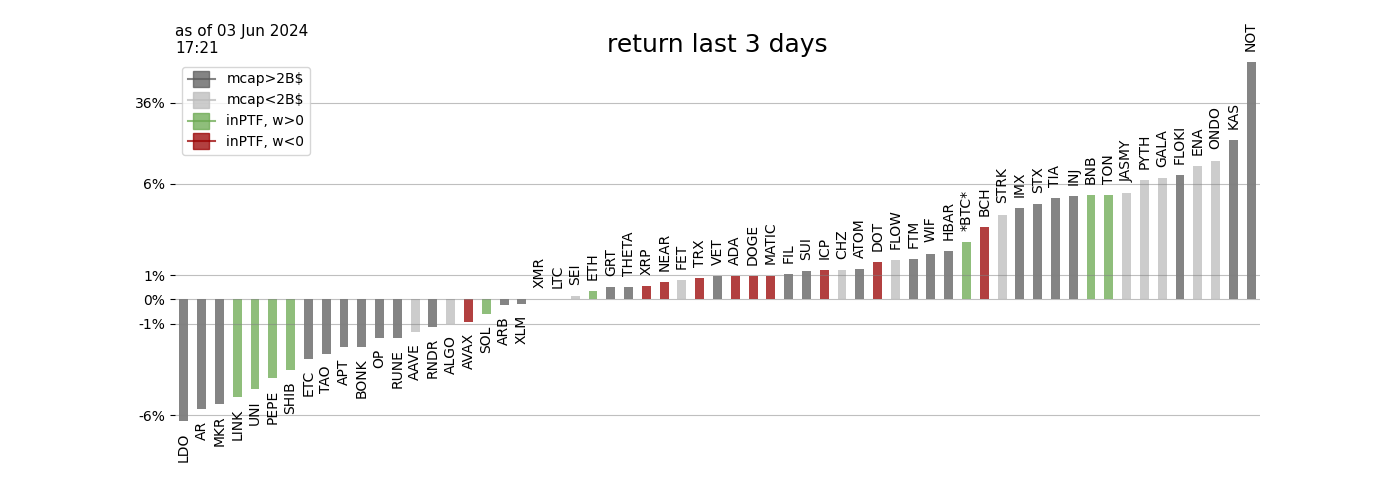 as of 03 Jun 2024
17:21
return last 3 days
mcap>2B$
mcap<2B$
inPTF, w>0
inPTF, w<0
36%
6%
1%
0%
-1%
-6%
LDO
AR
MKR
LINK
UNI
PEPE
SHIB
ETC
TAO
APT
BONK
OP
RUNE
AAVE
RNDR
ALGO
AVAX
SOL
ARB
XLM
XMR
LTC
SEI
ETH
GRT
THETA
XRP
NEAR
FET
TRX
VET
ADA
DOGE
MATIC
FIL
SUI
ICP
CHZ
ATOM
DOT
FLOW
FTM
WIF
HBAR
*BTC*
BCH
STRK
IMX
STX
TIA
INJ
BNB
TON
JASMY
PYTH
GALA
FLOKI
ENA
ONDO
KAS
NOT